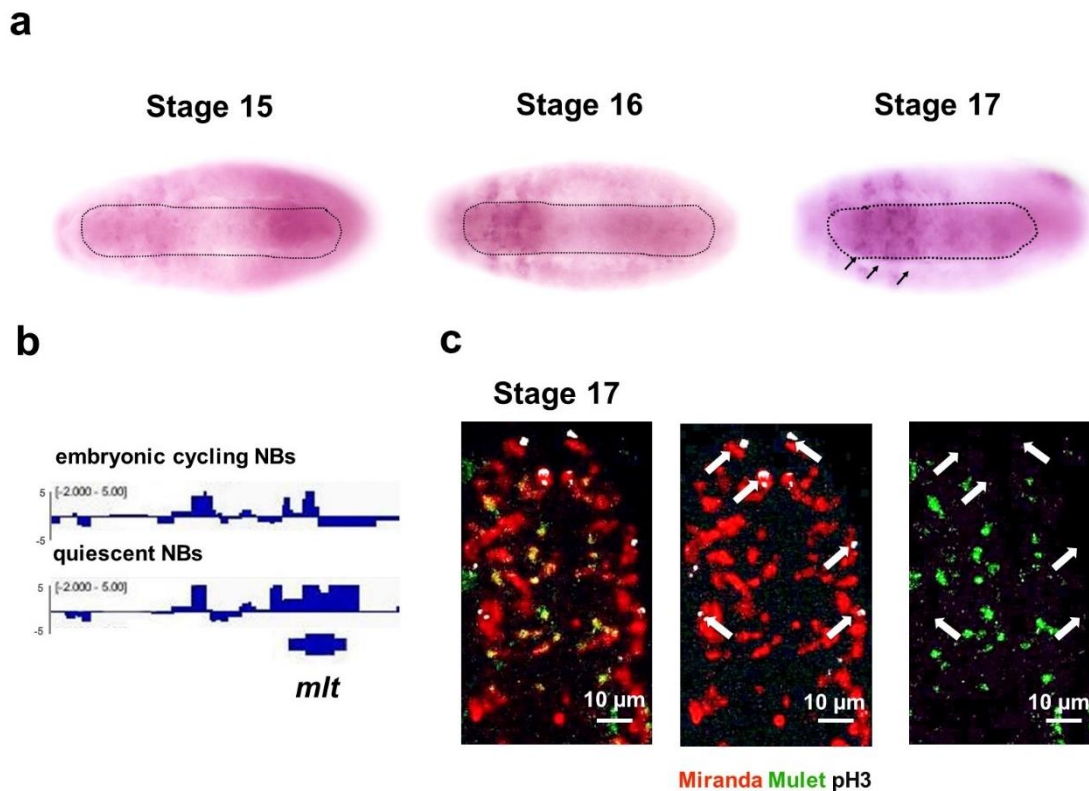 a
Stage 15
Stage 16
Stage 17
b
embryonic cycling NBs
5
[-2.000 - 5.00]
-5
quiescent NBs
5
[-2.000 - 5.00]
-5
mlt
c
Stage 17
10 µm
10 µm
10 µm
Miranda Mulet pH3